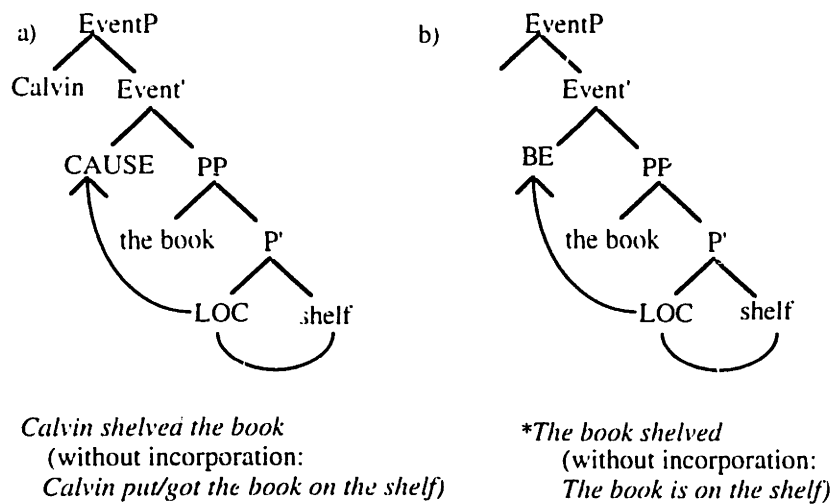 a) EventP b) EventP
Calvin Event' Event'
CAUSE PP BE PP
the book P' the book P'
LOC shelf LOC shelf
Calvin shelved the book *The book shelved
(without incorporation: (without incorporation:
Calvin put/got the book on the shelf) The book is on the shelf)